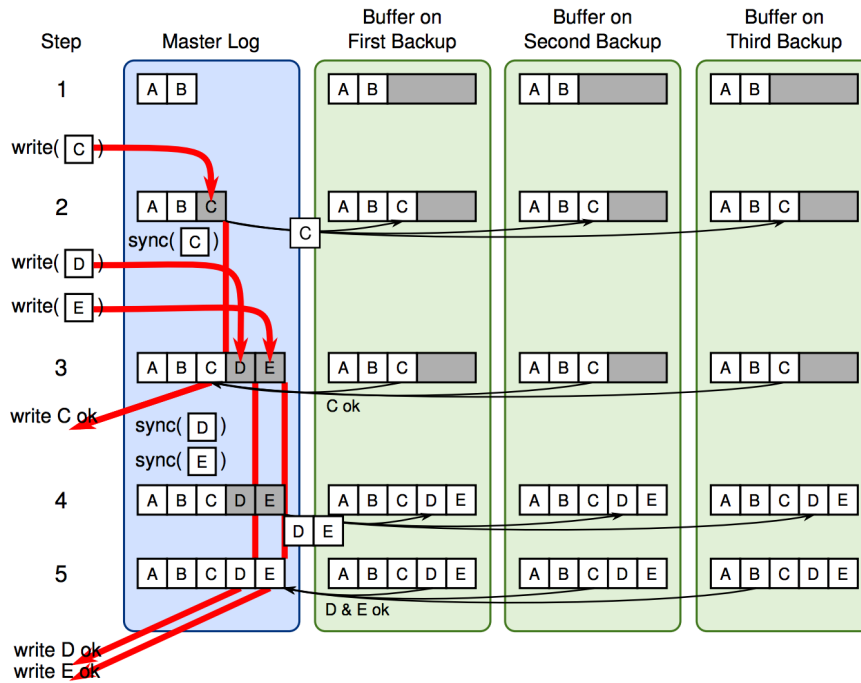 Step Master Log Buffer on First Backup Buffer on Second Backup Buffer on Third Backup
1 A B A B A B A B
write( C )
2 A B C A B C A B C A B C
sync( C ) C
write( D )
write( E )
3 A B C D E A B C A B C A B C
C ok
write C ok
sync( D )
sync( E )
4 A B C D E A B C D E A B C D E A B C D E
D E
5 A B C D E A B C D E A B C D E A B C D E
D & E ok
write D ok
write E ok